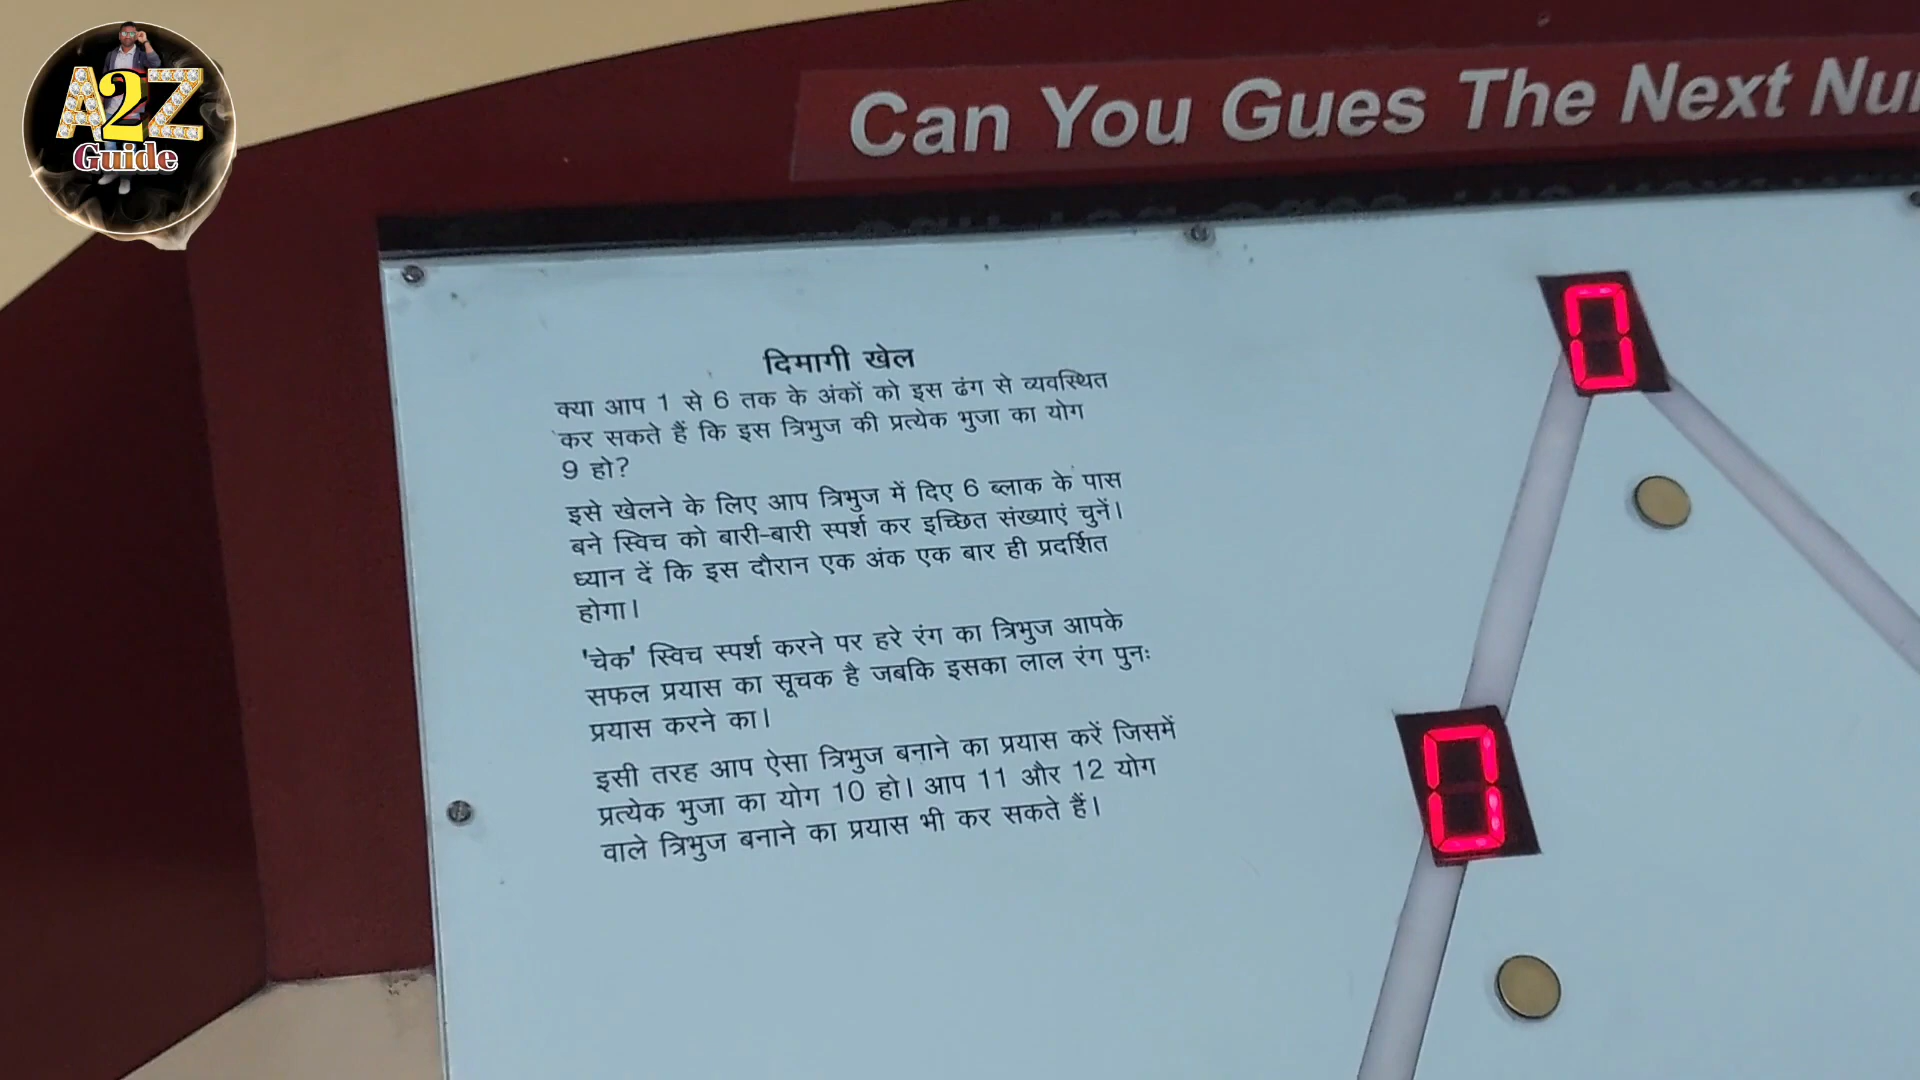 A2Z
Guide
Can You Gues The Next
दिमागी खेल
क्या आप 1 से 6 तक के अंकों को इस ढंग से व्यवस्थित
कर सकते हैं कि इस त्रिभुज की प्रत्येक भुजा का योग
9 हो?
इसे खेलने के लिए आप त्रिभुज में दिए 6 ब्लाक के पास
बने स्विच को बारी-बारी स्पर्श कर इच्छित संख्याएं चुनें।
ध्यान दें कि इस दौरान एक अंक एक बार ही प्रदर्शित
होगा।
'चेक' स्विच स्पर्श करने पर हरे रंग का त्रिभुज आपके
सफल प्रयास का सूचक है जबकि इसका लाल रंग पुनः
प्रयास करने का।
इसी तरह आप ऐसा त्रिभुज बनाने का प्रयास करें जिसमें
प्रत्येक भुजा का योग 10 हो। आप 11 और 12 योग
वाले त्रिभुज बनाने का प्रयास भी कर सकते हैं।
0
0